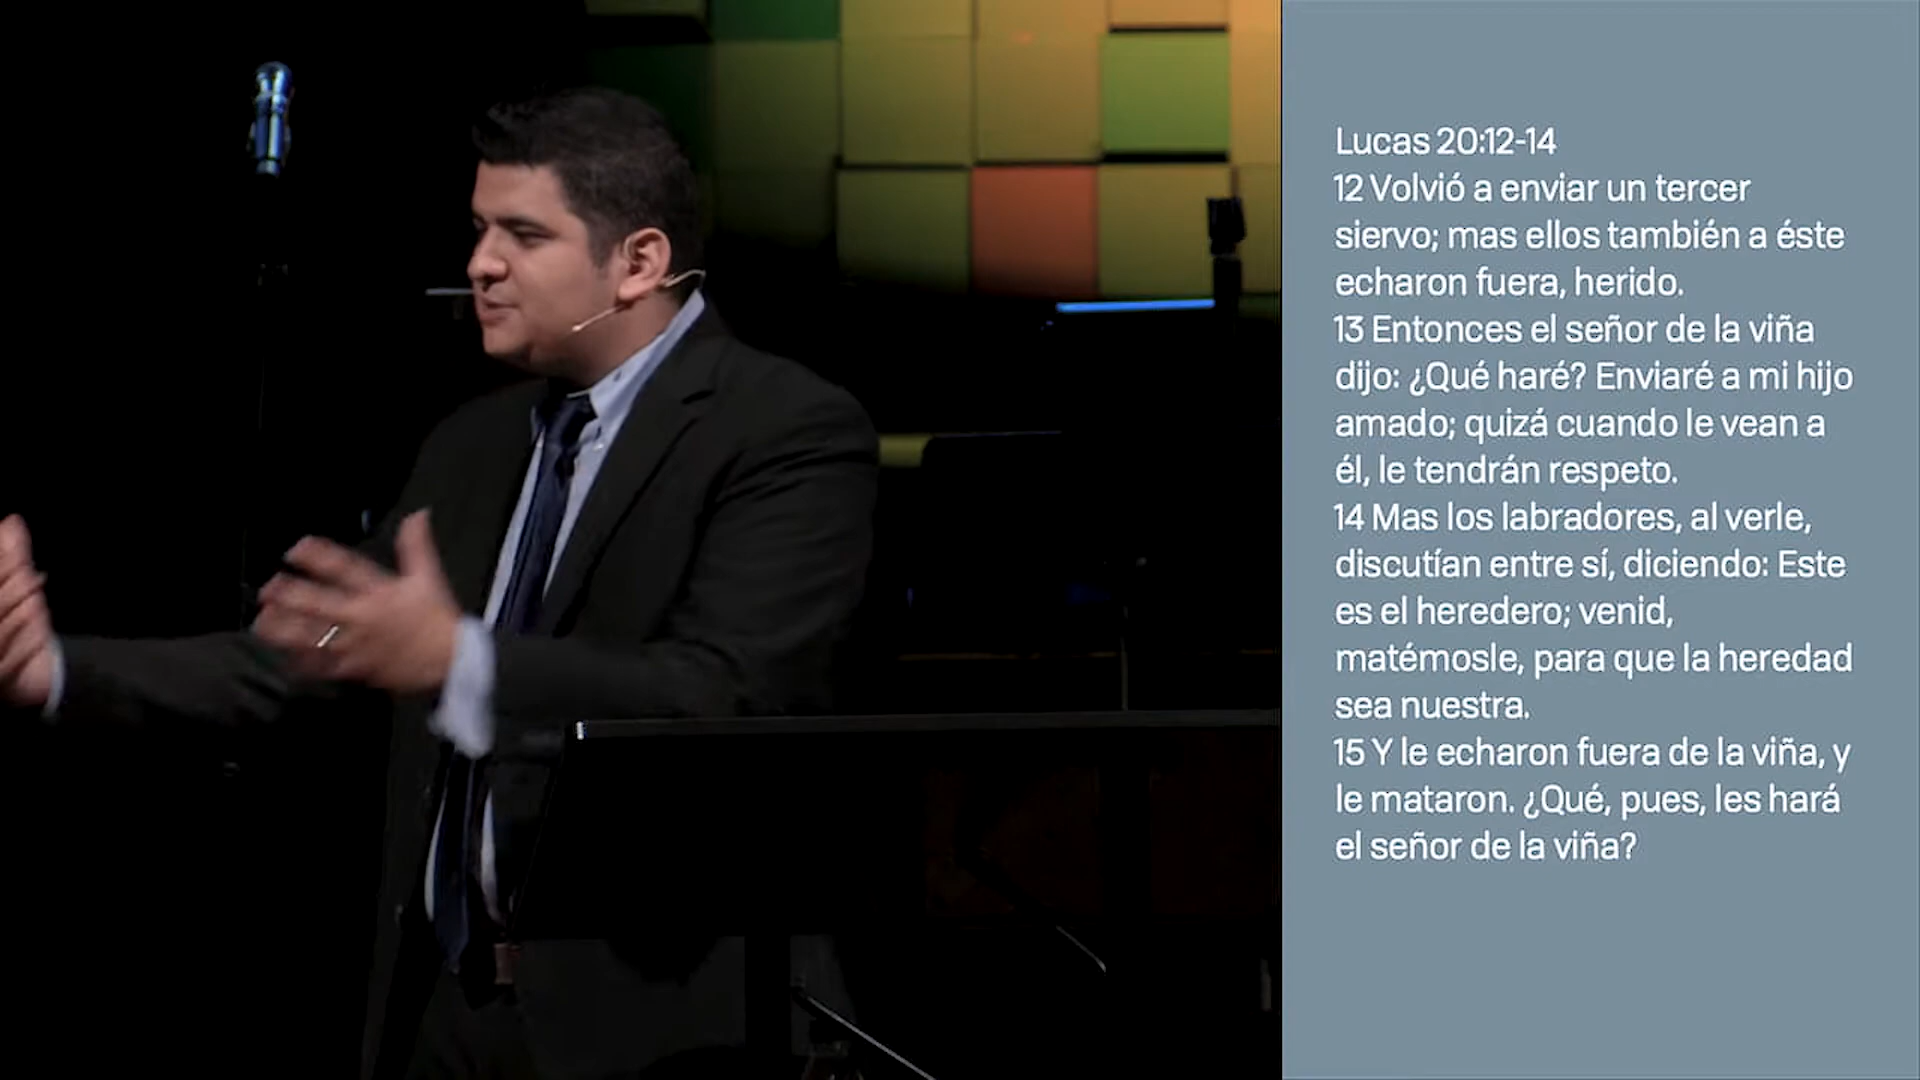 Lucas 20:12-14
12 Volvió a enviar un tercer
siervo; mas ellos también a éste
echaron fuera, herido.
13 Entonces el señor de la viña
dijo: ¿Qué haré? Enviaré a mi hijo
amado; quizá cuando le vean a
él, le tendrán respeto.
14 Mas los labradores, al verle,
discutían entre sí, diciendo: Este
es el heredero; venid,
matémosle, para que la heredad
sea nuestra.
15 Y le echaron fuera de la viña, y
le mataron. ¿Qué, pues, les hará
el señor de la viña?